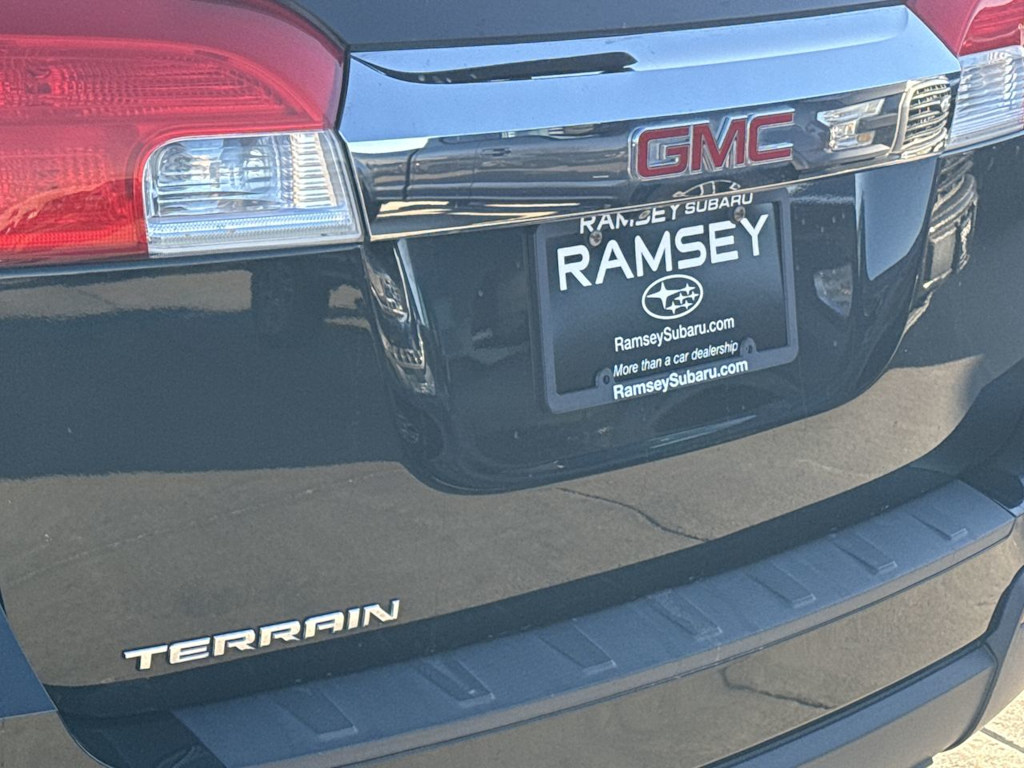 GMC
RAMSEY SUBARU
RAMSEY
RamseySubaru.com
More than a car dealership
RamseySubaru.com
TERRAIN